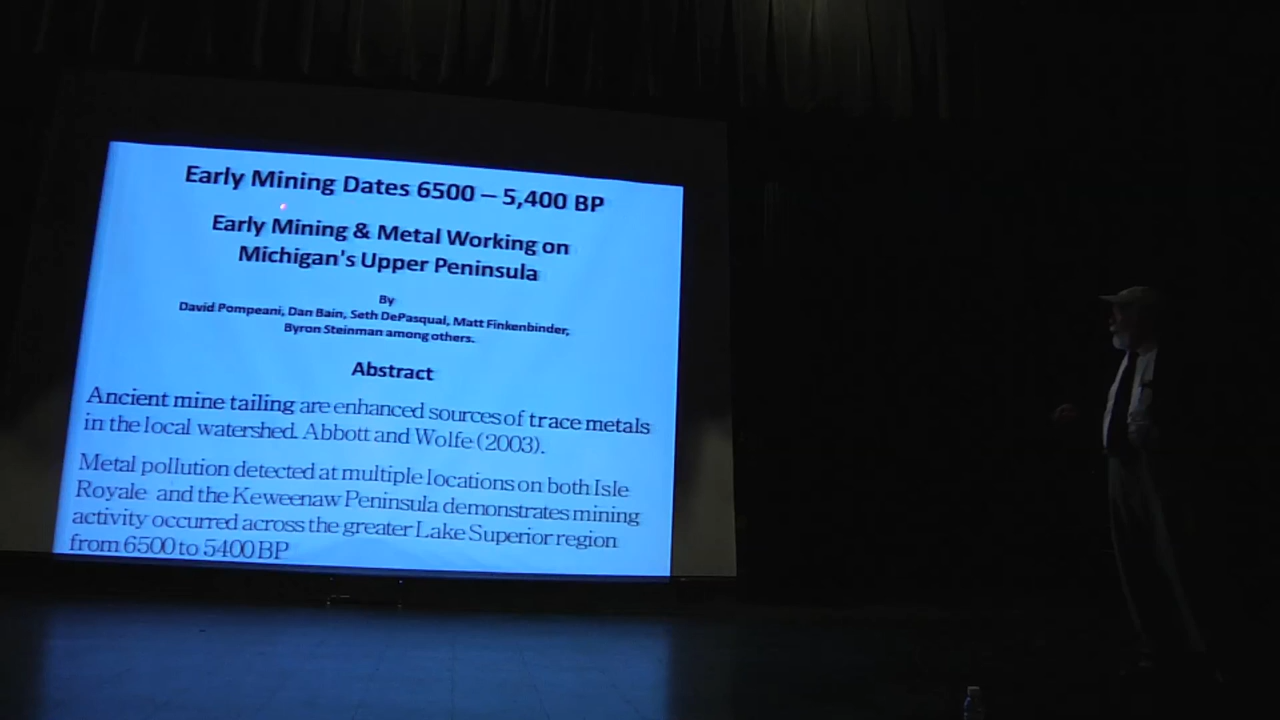 Early Mining Dates 6500 – 5,400 BP
Early Mining & Metal Working on
Michigan's Upper Peninsula
By
David Pompeani, Dan Bain, Seth DePasqual, Matt Finkenbinder,
Byron Steinman among others.
Abstract
Ancient mine tailing are enhanced sources of trace metals
in the local watershed. Abbott and Wolfe (2003).
Metal pollution detected at multiple locations on both Isle
Royale and the Keweenaw Peninsula demonstrates mining
activity occurred across the greater Lake Superior region
from 6500 to 5400 BP